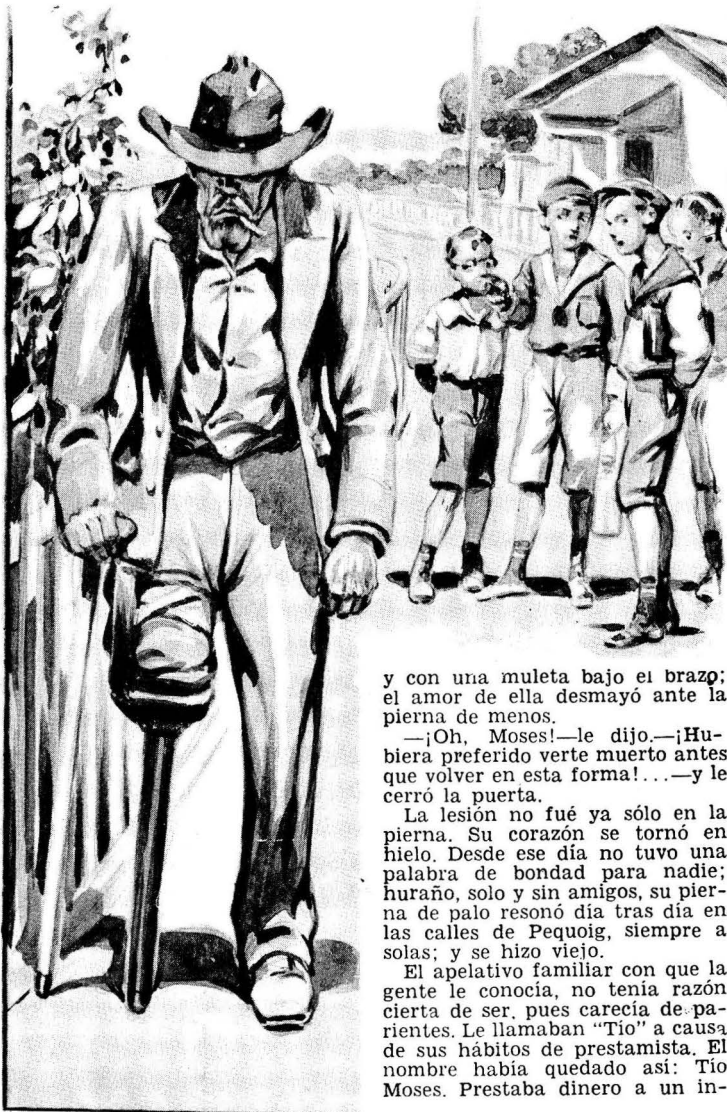 y con una muleta bajo el brazo;
el amor de ella desmayó ante la
pierna de menos.
—¡Oh, Moses!—le dijo.—¡Hu-
biera preferido verte muerto antes
que volver en esta forma!...—y le
cerró la puerta.
La lesión no fué ya sólo en la
pierna. Su corazón se tornó en
hielo. Desde ese día no tuvo una
palabra de bondad para nadie;
huraño, solo y sin amigos, su pier-
na de palo resonó día tras día en
las calles de Pequoig, siempre a
solas; y se hizo viejo.
El apelativo familiar con que la
gente le conocía, no tenía razón
cierta de ser, pues carecía de pa-
rientes. Le llamaban "Tío" a causa
de sus hábitos de prestamista. El
nombre había quedado así: Tío
Moses. Prestaba dinero a un in-